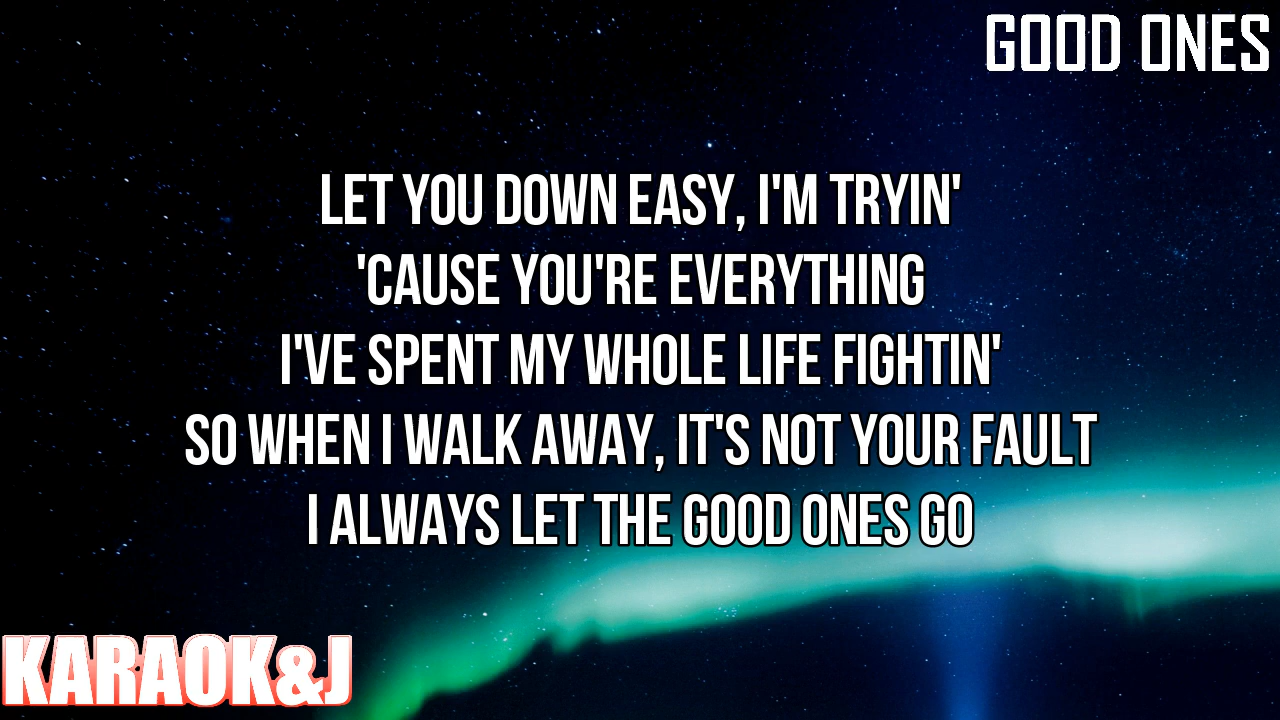 GOOD ONES
LET YOU DOWN EASY, I'M TRYIN'
'CAUSE YOU'RE EVERYTHING
I'VE SPENT MY WHOLE LIFE FIGHTIN'
SO WHEN I WALK AWAY, IT'S NOT YOUR FAULT
I ALWAYS LET THE GOOD ONES GO
KARAOK&J